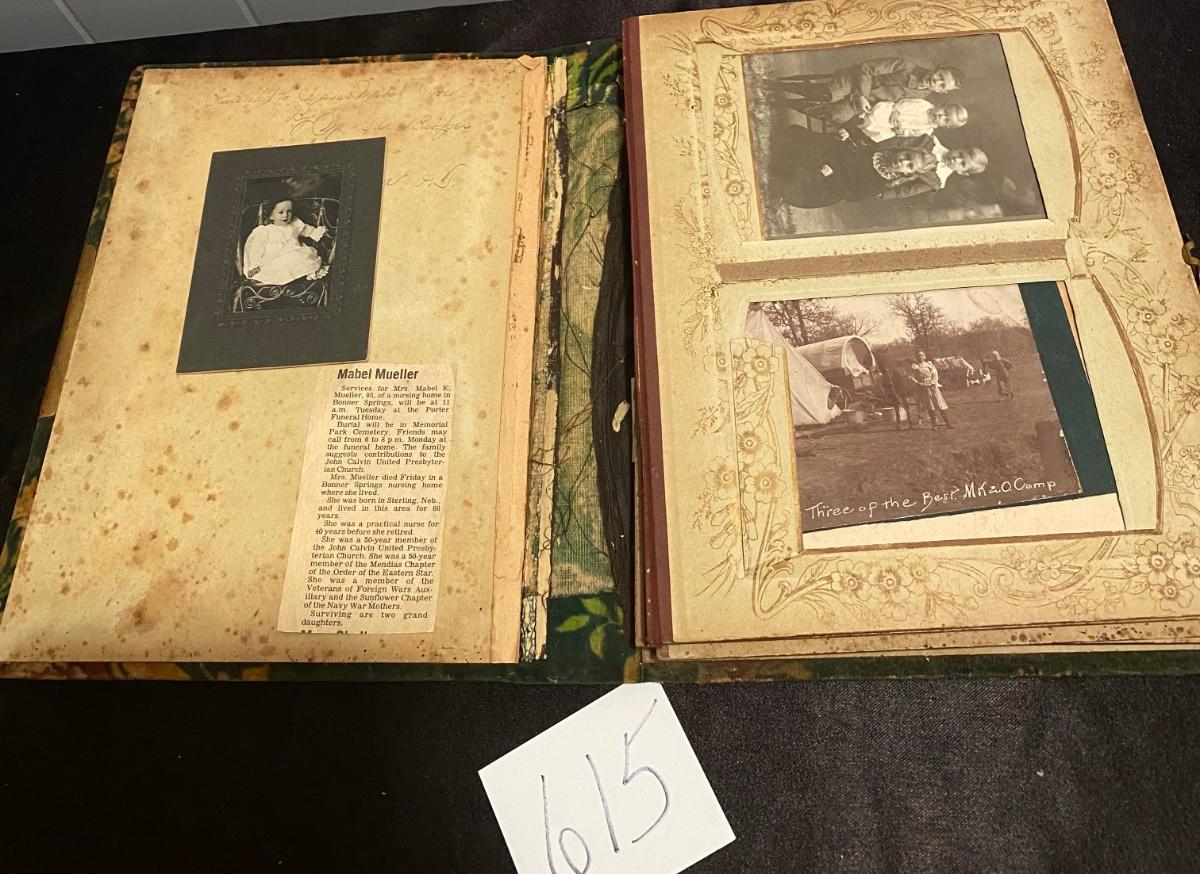 Mabel Mueller
Services for Mrs. Mabel E.
Mueller, 93, of a nursing home in
Bonner Springs, will be at 11
a.m. Tuesday at the Porter
Funeral Home.
Burial will be in Memorial
Park Cemetery. Friends may
call from 6 to 8 p.m. Monday at
the funeral home. The family
suggests contributions to the
John Calvin United Presbyter-
ian Church.
Mrs. Mueller died Friday in a
Bonner Springs nursing home
where she lived.
She was born in Sterling, Neb.,
and lived in this area for
years.
She was a practical nurse for
40 years before she retired.
She was a 50-year member of
the John Calvin United Presby-
terian Church. She was a 50-year
member of the Mendias Chapter
of the Order of the Eastern Star.
She was a member of the
Veterans of Foreign Wars Aux-
iliary and the Sunflower Chapter
of the Navy War Mothers.
Surviving are two grand-
daughters.
Three of the Best. MK&O. Camp
615